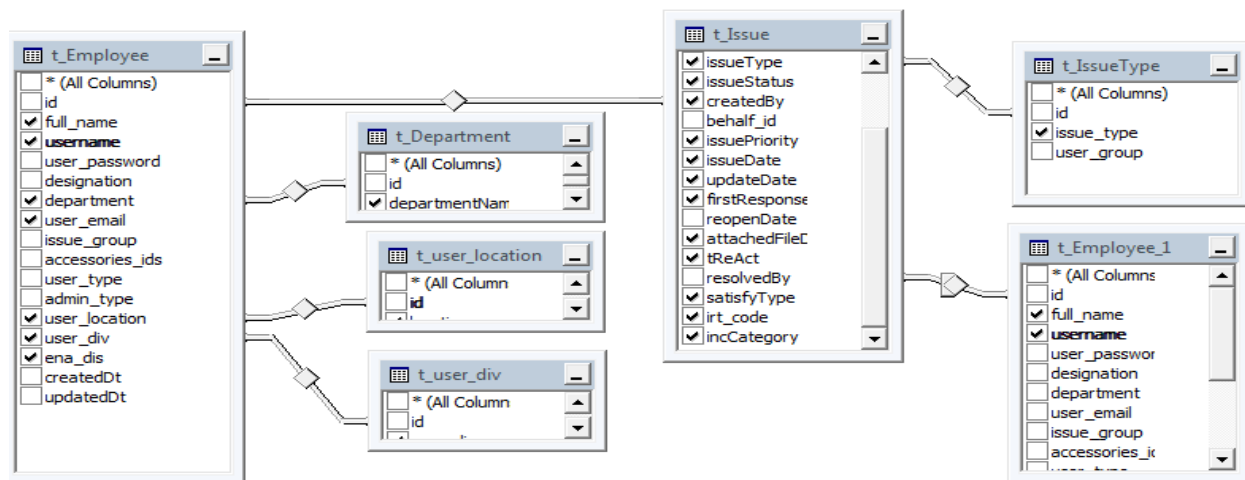 t_Employee
* (All Columns)
id
full_name
username
user_password
designation
department
user_email
issue_group
accessories_ids
user_type
admin_type
user_location
user_div
ena_dis
createdDt
updatedDt
t_Department
* (All Columns)
id
departmentNam
t_user_location
* (All Column
id
t_user_div
* (All Column
id
t_Issue
issueType
issueStatus
createdBy
behalf_id
issuePriority
issueDate
updateDate
firstResponse
reopenDate
attachedFileD
tReAct
resolvedBy
satisfyType
irt_code
incCategory
t_IssueType
* (All Columns)
id
issue_type
user_group
t_Employee_1
* (All Columns
id
full_name
username
user_passwor
designation
department
user_email
issue_group
accessories_ic